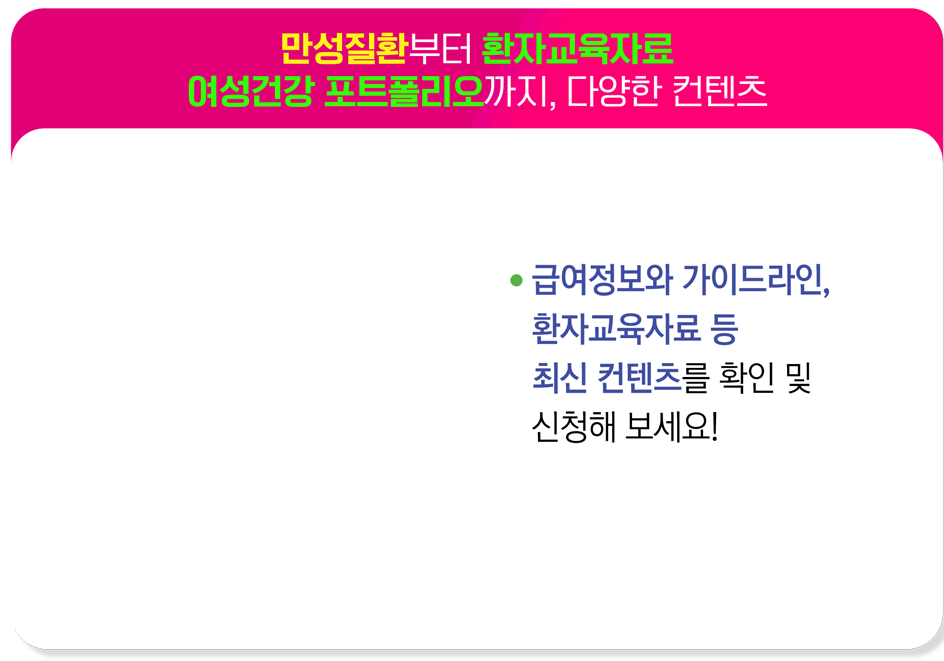 만성질환부터 환자교육자료
여성건강 포트폴리오까지, 다양한 컨텐츠
• 급여정보와 가이드라인,
환자교육자료 등
최신 컨텐츠를 확인 및
신청해 보세요!